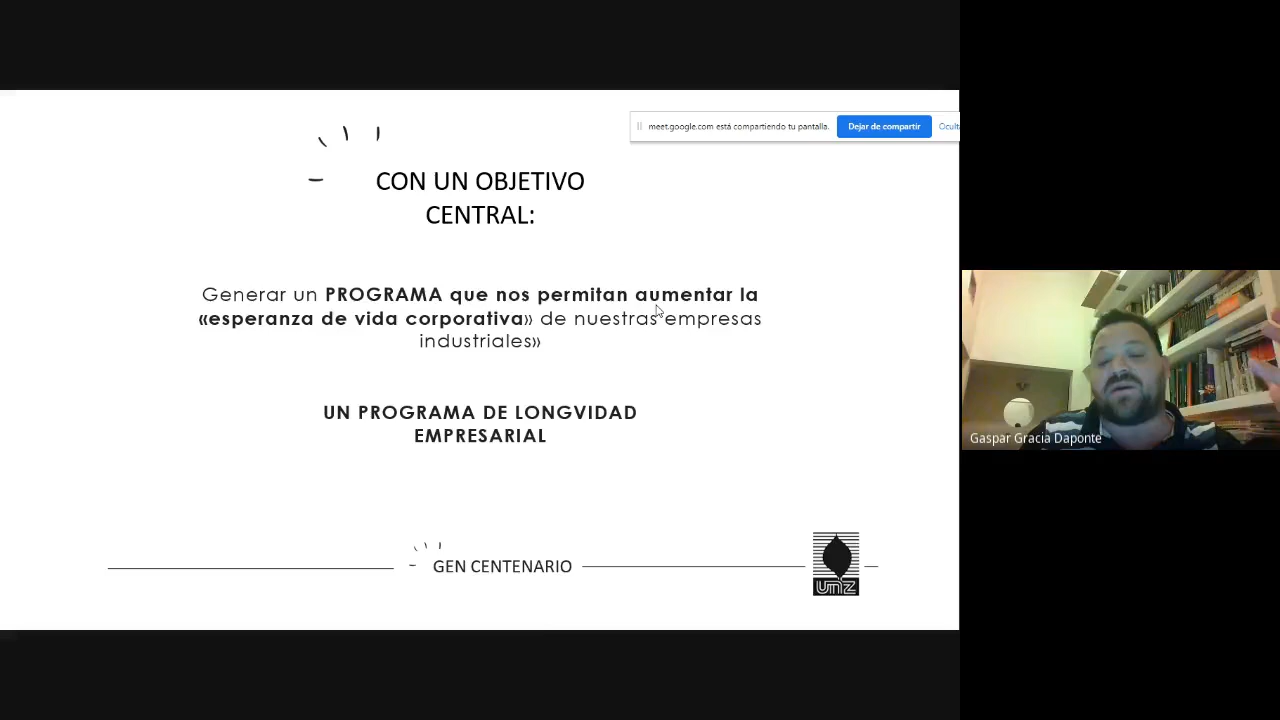 meet.google.com está compartiendo tu pantalla.
Dejar de compartir
CON UN OBJETIVO
CENTRAL:
Generar un PROGRAMA que nos permitan aumentar la
«esperanza de vida corporativa» de nuestras empresas
industriales»
UN PROGRAMA DE LONGVIDAD
EMPRESARIAL
Gaspar Gracia Daponte
GEN CENTENARIO
umz